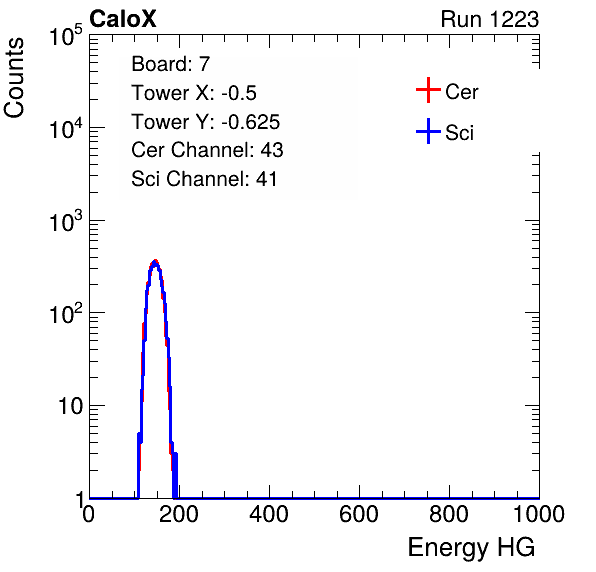 CaloX Run 1223
Counts
10^5
10^4
10^3
10^2
10
1
Board: 7
Tower X: -0.5
Tower Y: -0.625
Cer Channel: 43
Sci Channel: 41
Cer
Sci
0 200 400 600 800 1000
Energy HG